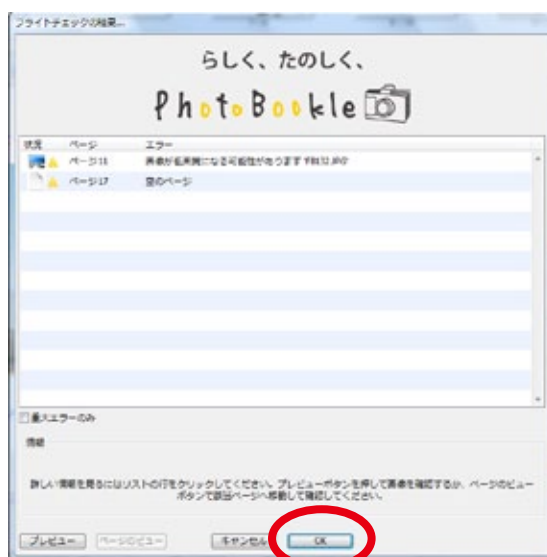 フライトチェックの結果...
らしく、たのしく、
PhotoBookle
状況 ページ エラー
ページ16 画像が低画質になる可能性があります
ページ17 空のページ
重大エラーのみ
情報
詳しい情報を見るにはリストの行をクリックしてください。プレビューボタンを押して画像を確認するか、ページのビュー
ボタンで該当ページへ移動して確認してください。
プレビュー ページのビュー キャンセル OK